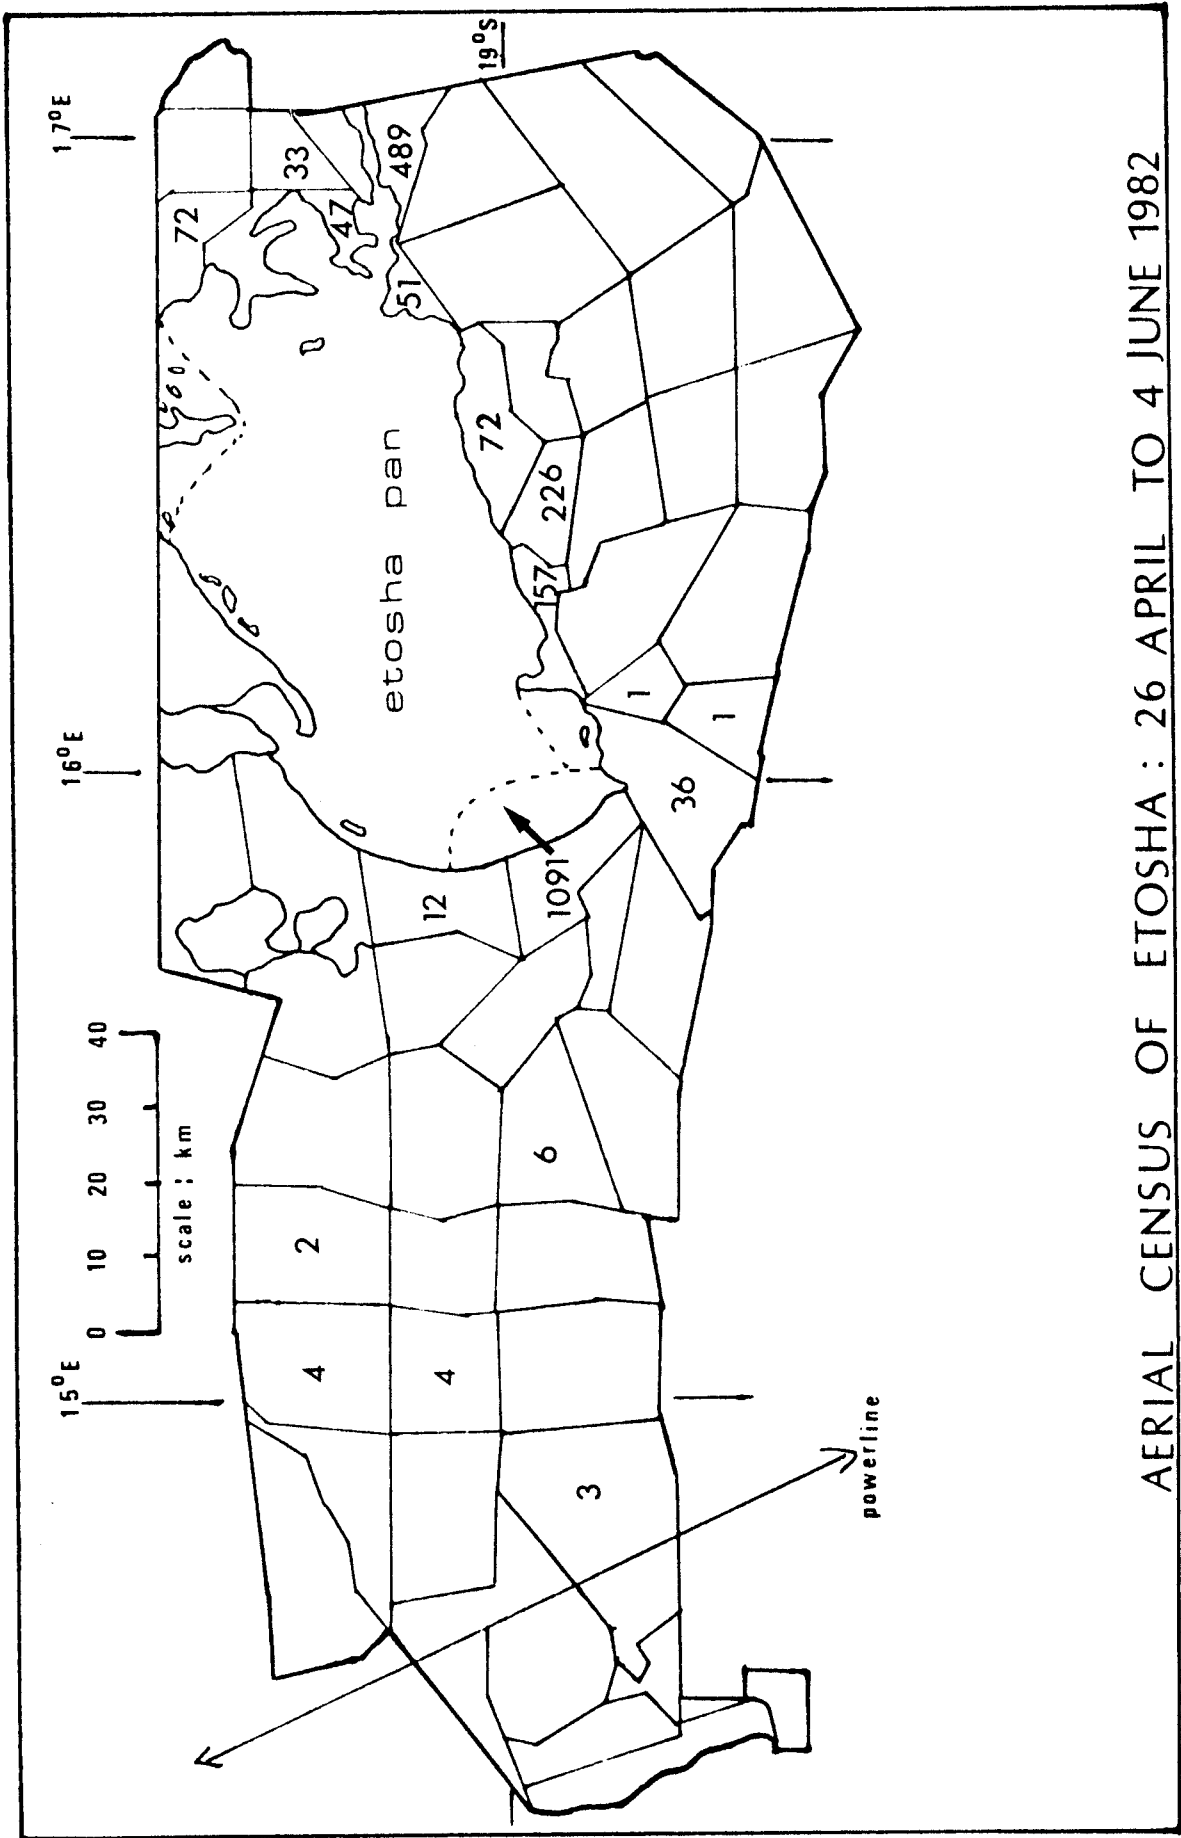 15°E
16°E
17°E
19°S
0 10 20 30 40
scale : km
72
33
47
489
51
etosha pan
72
226
157
1
1
36
1091
12
6
2
4
4
3
powerline
AERIAL CENSUS OF ETOSHA : 26 APRIL TO 4 JUNE 1982